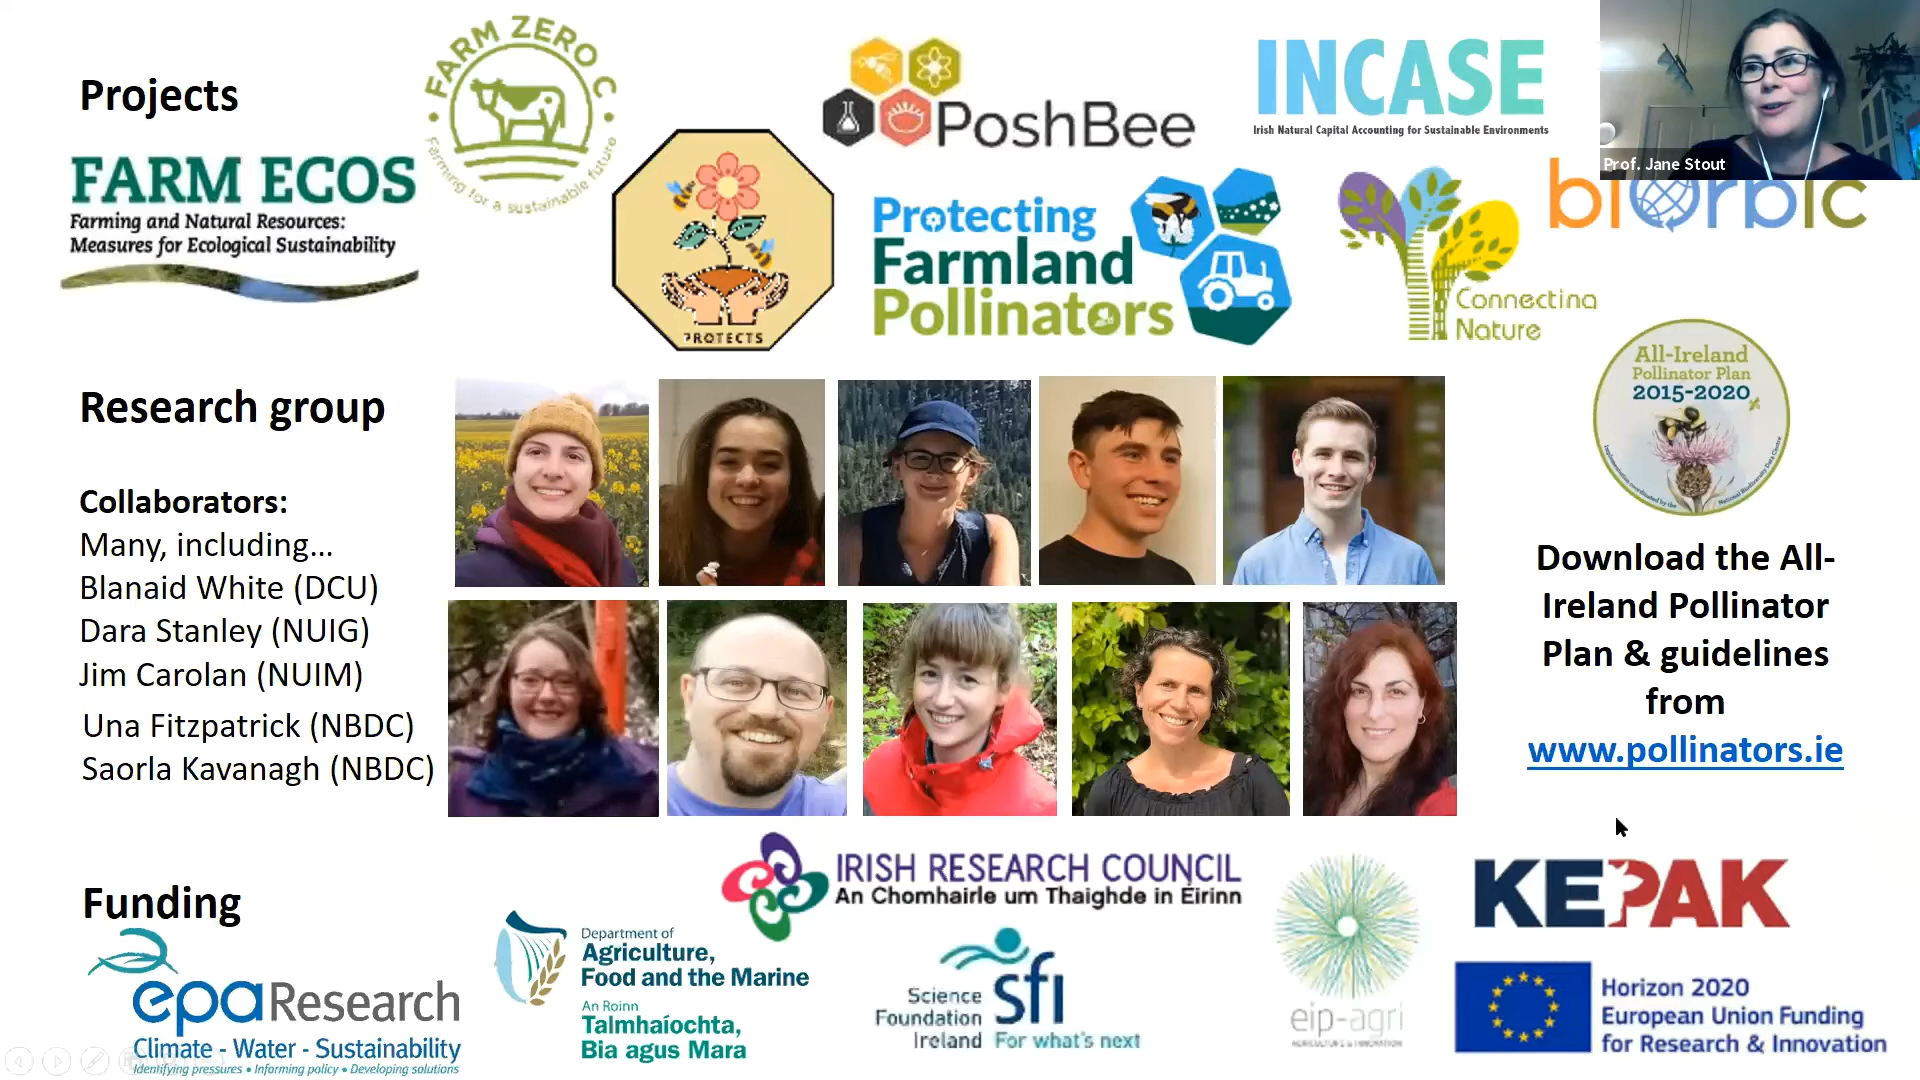 Projects
FARM ECOS
Farming and Natural Resources:
Measures for Ecological Sustainability
FARM ZERO C
Farming for a sustainable future
PROTECTS
PoshBee
Protecting
Farmland
Pollinators
INCASE
Irish Natural Capital Accounting for Sustainable Environments
Connecting
Nature
Prof. Jane Stout
biOrbic
All-Ireland
Pollinator Plan
2015-2020
Research group
Collaborators:
Many, including...
Blanaid White (DCU)
Dara Stanley (NUIG)
Jim Carolan (NUIM)
Una Fitzpatrick (NBDC)
Saorla Kavanagh (NBDC)
Download the All-
Ireland Pollinator
Plan & guidelines
from
www.pollinators.ie
Funding
epa Research
Climate - Water - Sustainability
Identifying pressures • Informing policy • Developing solutions
Department of
Agriculture,
Food and the Marine
An Roinn
Talmhaíochta,
Bia agus Mara
IRISH RESEARCH COUNCIL
An Chomhairle um Thaighde in Éirinn
Science
Foundation
Ireland
sfi
For what's next
eip-agri
AGRICULTURE & INNOVATION
KEPAK
Horizon 2020
European Union Funding
for Research & Innovation